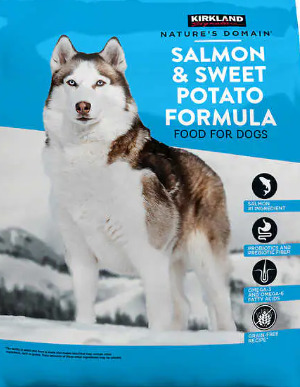 KIRKLAND
NATURE'S DOMAIN®
SALMON
& SWEET
POTATO
FORMULA
FOOD FOR DOGS
SALMON
#1 INGREDIENT
PROBIOTICS AND
PREBIOTIC FIBER
OMEGA-3
AND OMEGA-6
FATTY ACIDS
GRAIN-FREE
RECIPE